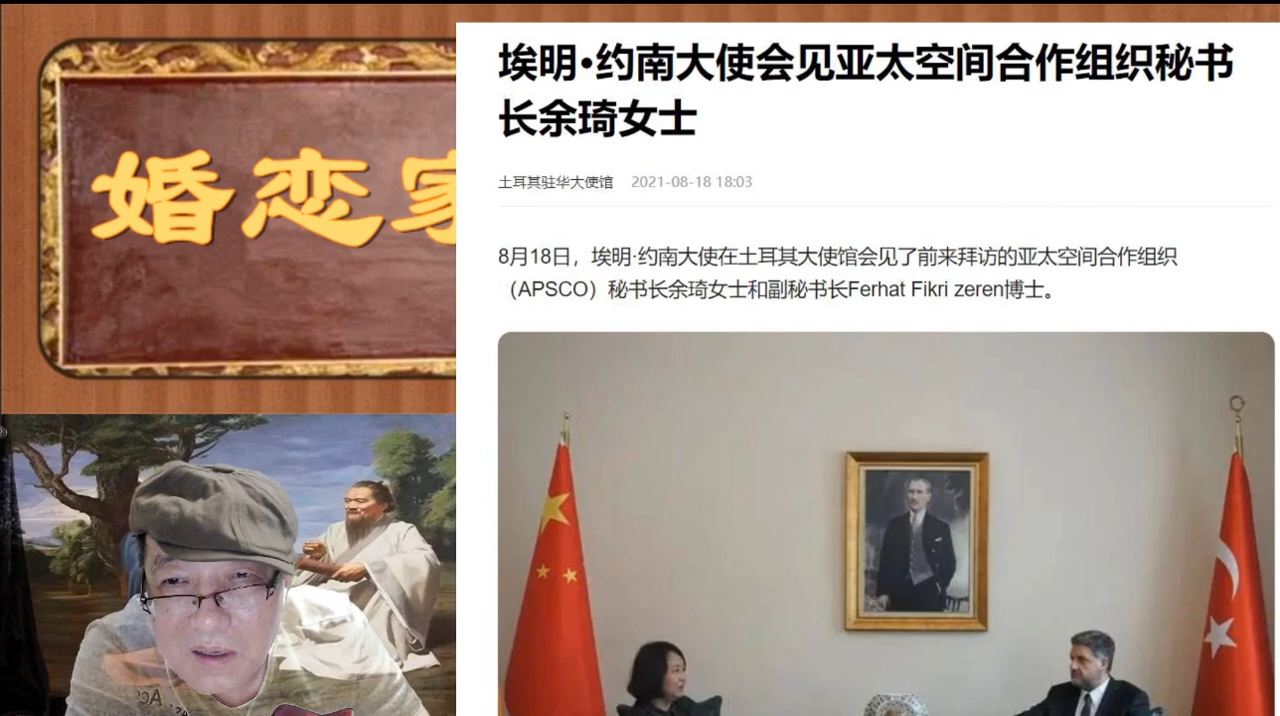 婚恋家
埃明·约南大使会见亚太空间合作组织秘书
长余琦女士
土耳其驻华大使馆 2021-08-18 18:03
8月18日，埃明·约南大使在土耳其大使馆会见了前来拜访的亚太空间合作组织
（APSCO）秘书长余琦女士和副秘书长Ferhat Fikri zeren博士。